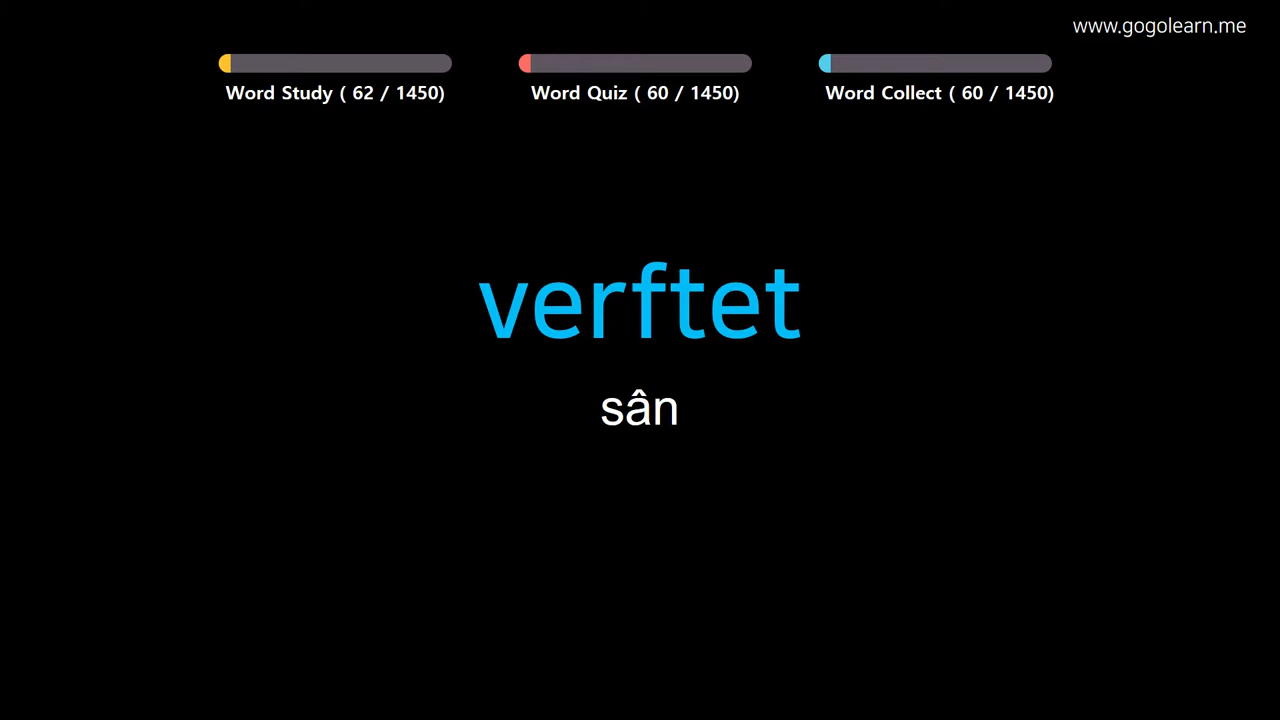 www.gogolearn.me
Word Study ( 62 / 1450)
Word Quiz ( 60 / 1450)
Word Collect ( 60 / 1450)
verftet
sân